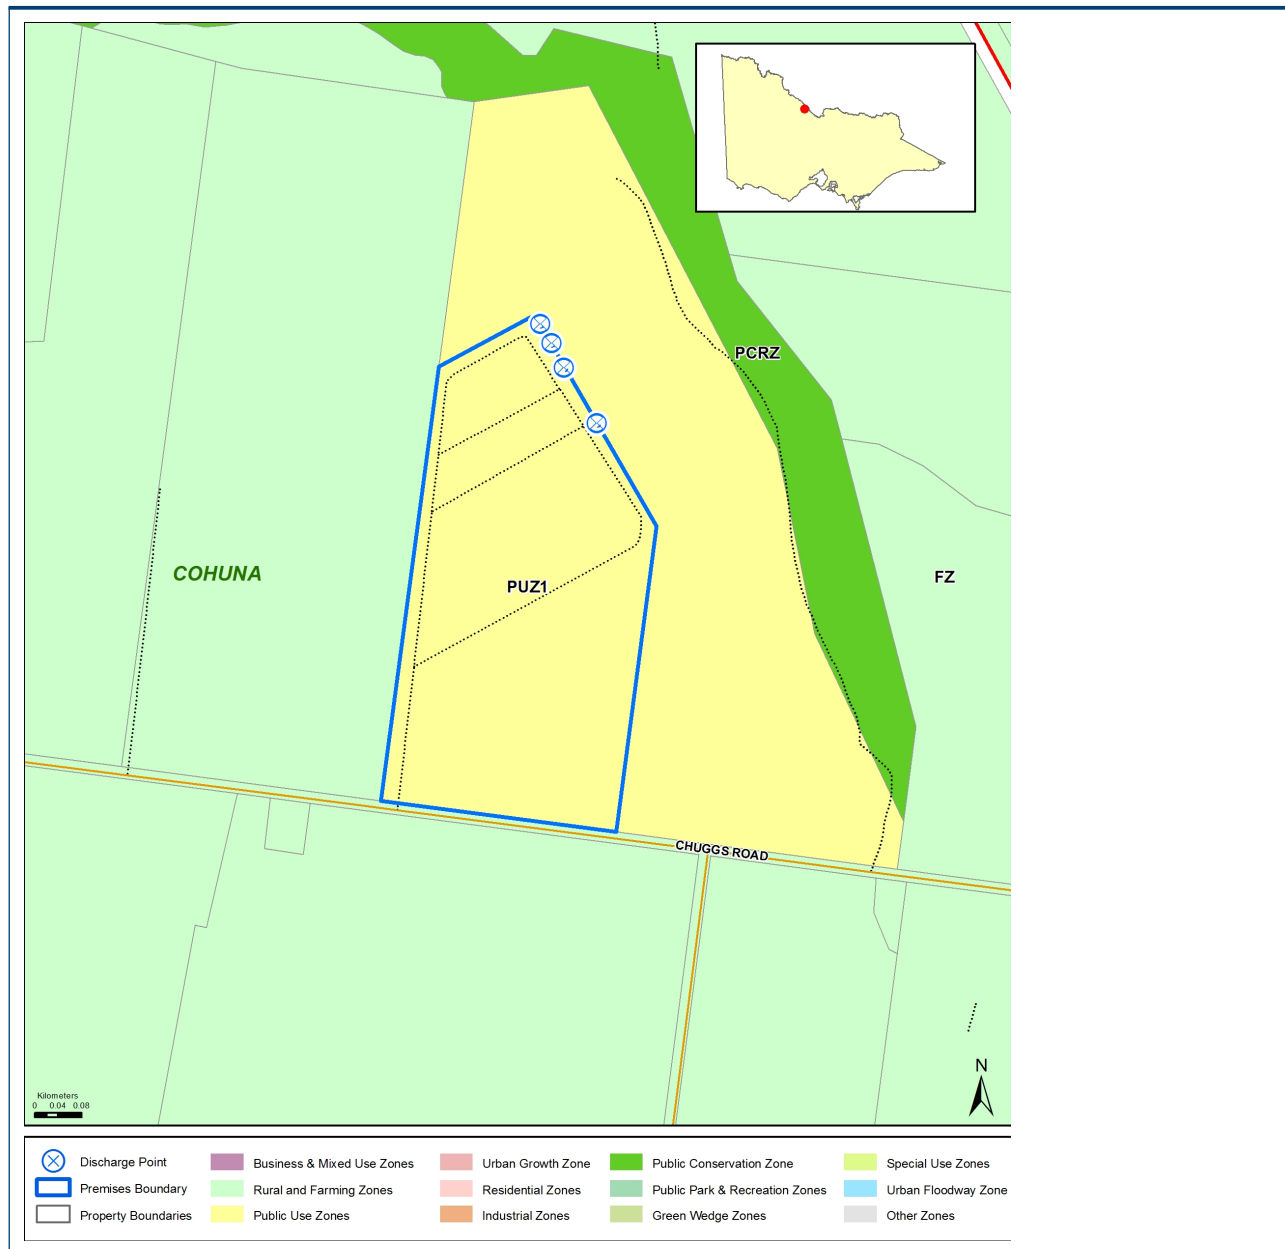 PCRZ
COHUNA
FZ
PUZ1
CHUGGS ROAD
N
Kilometers
0 0.04 0.08
Discharge Point
Premises Boundary
Property Boundaries
Business & Mixed Use Zones
Rural and Farming Zones
Public Use Zones
Urban Growth Zone
Residential Zones
Industrial Zones
Public Conservation Zone
Public Park & Recreation Zones
Green Wedge Zones
Special Use Zones
Urban Floodway Zone
Other Zones